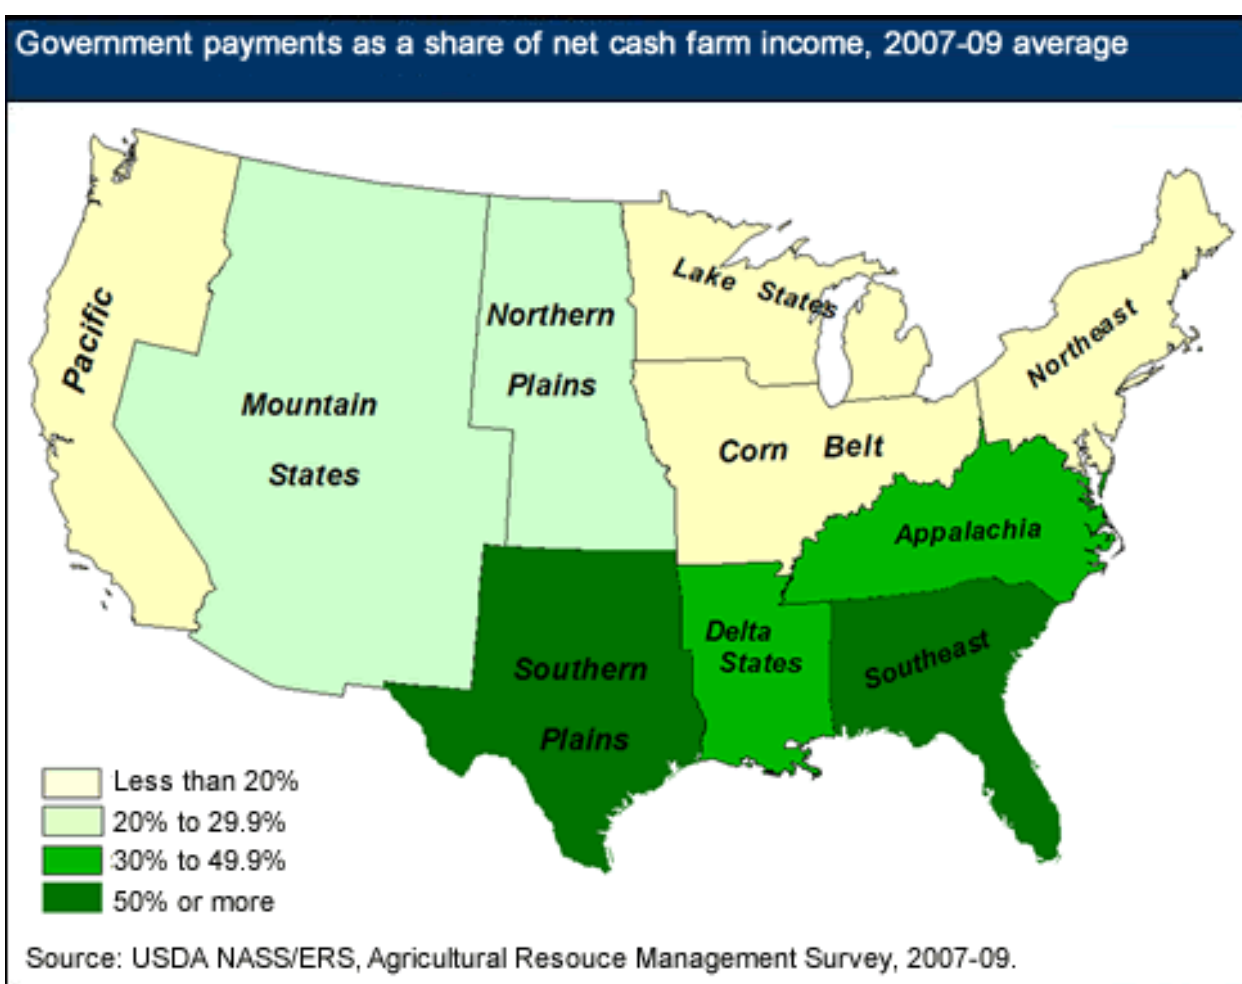 Government payments as a share of net cash farm income, 2007-09 average
Pacific
Mountain
States
Northern
Plains
Lake States
Northeast
Corn Belt
Appalachia
Delta
States
Southeast
Southern
Plains
Less than 20%
20% to 29.9%
30% to 49.9%
50% or more
Source: USDA NASS/ERS, Agricultural Resouce Management Survey, 2007-09.